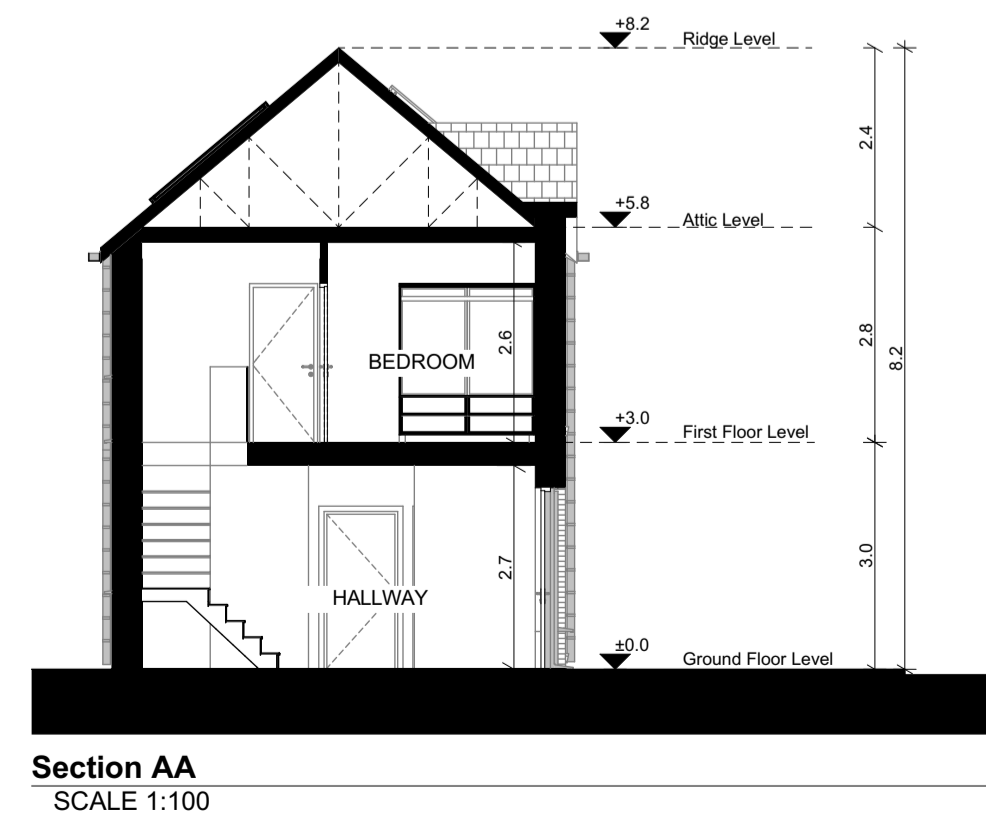 +8.2
Ridge Level
2.4
+5.8
Attic Level
2.8
8.2
2.6
BEDROOM
+3.0
First Floor Level
3.0
2.7
HALLWAY
±0.0
Ground Floor Level
Section AA
SCALE 1:100